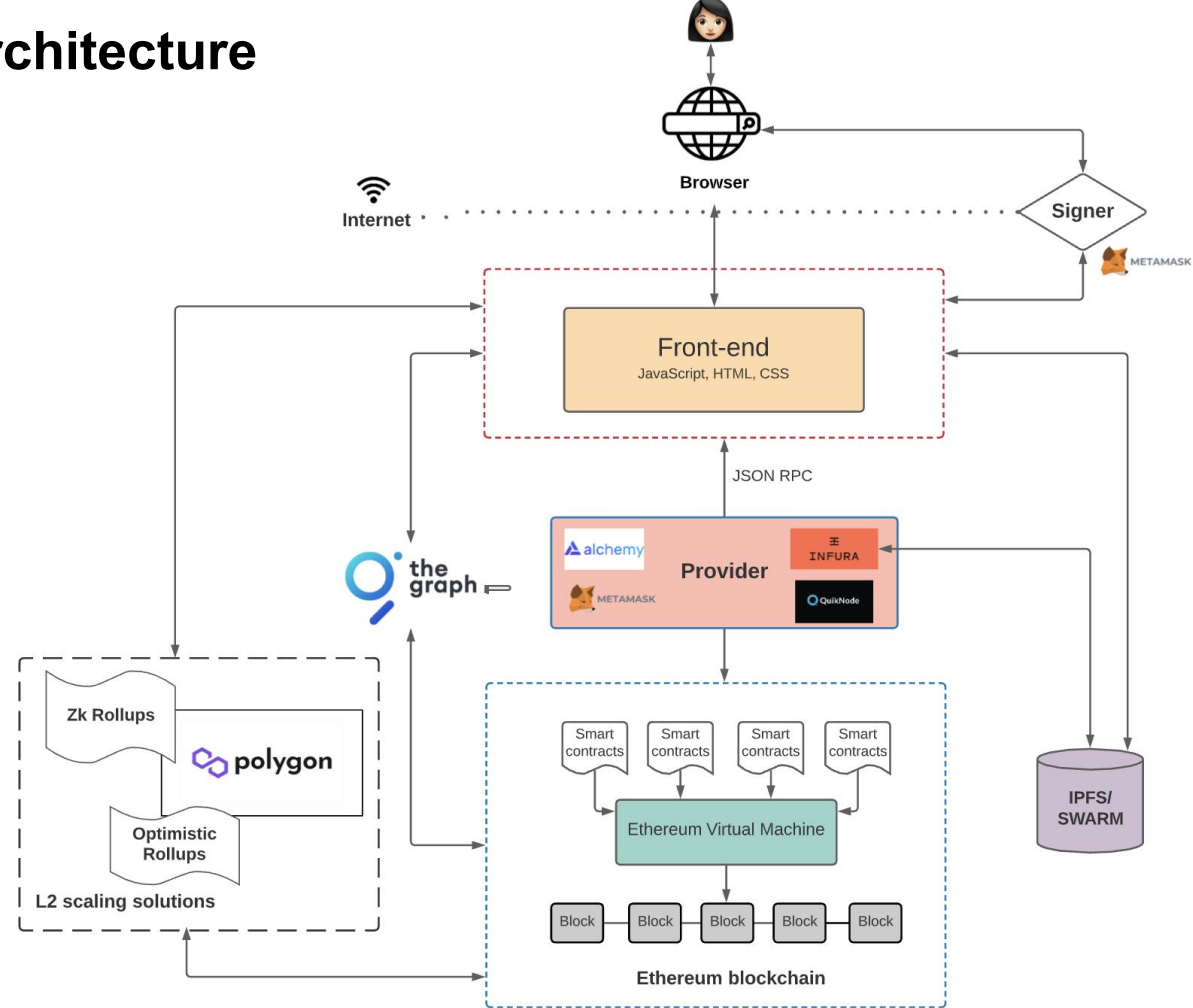 rchitecture
Browser
Internet
Signer
METAMASK
Front-end
JavaScript, HTML, CSS
JSON RPC
alchemy
INFURA
Provider
METAMASK
QuikNode
the
graph
Zk Rollups
polygon
Optimistic
Rollups
L2 scaling solutions
Smart
contracts
Smart
contracts
Smart
contracts
Smart
contracts
Ethereum Virtual Machine
Block
Block
Block
Block
Block
Ethereum blockchain
IPFS/
SWARM